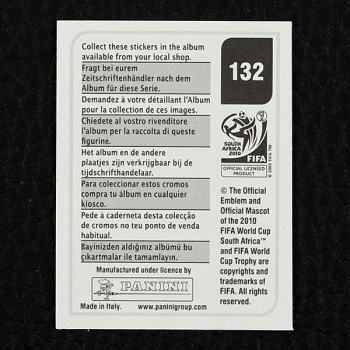 Collect these stickers in the album
available from your local shop.
Fragt bei eurem
Zeitschriftenhändler nach dem
Album für diese Serie.
Demandez à votre détaillant l'Album
pour la collection de ces images.
Chiedete al vostro rivenditore
l'album per la raccolta di queste
figurine.
Het album en de andere
plaatjes zijn verkrijgbaar bij de
tijdschrifthandelaar.
Para coleccionar estos cromos
compra tu álbum en cualquier
kiosco.
Pede à caderneta desta colecção
de cromos no teu ponto de venda
habitual.
Bayinizden aldığınız albümü bu
çıkartmalar ile tamamlayın.
Manufactured under licence by
PANINI
Made in Italy. www.paninigroup.com
132
SOUTH
AFRICA
2010
FIFA
OFFICIAL LICENSED
PRODUCT
© 2005 FIFA TM
© The Official
Emblem and
Official Mascot
of the 2010
FIFA World Cup
South Africa™
and FIFA World
Cup Trophy are
copyrights and
trademarks of
FIFA. All rights
reserved.